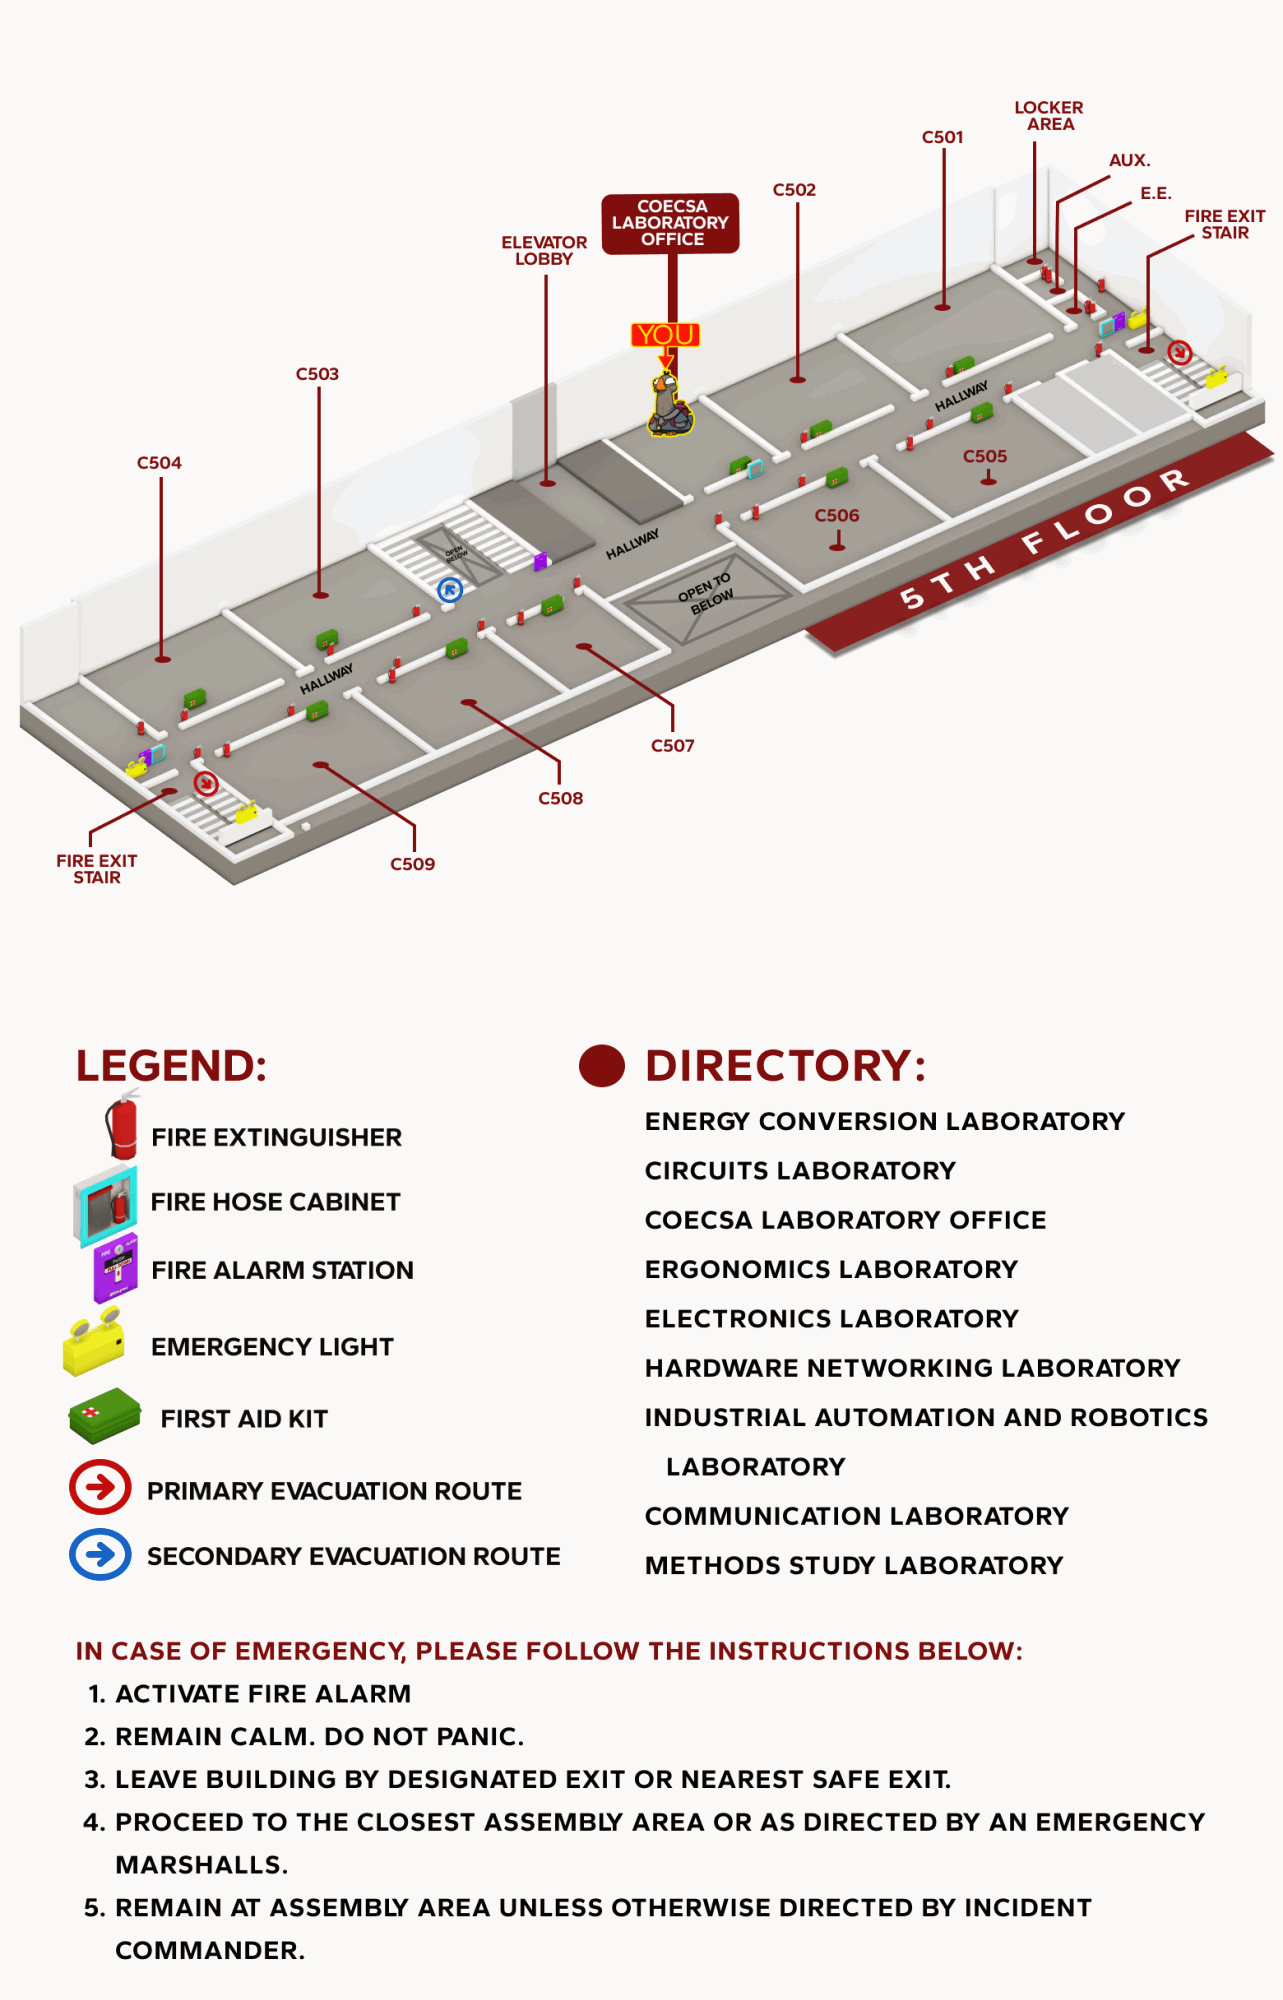 LOCKER
AREA
C501
AUX.
C502
E.E.
COECSA
LABORATORY
OFFICE
FIRE EXIT
STAIR
ELEVATOR
LOBBY
YOU
C503
HALLWAY
C504
C505
5TH FLOOR
C506
HALLWAY
OPEN
BELOW
OPEN TO
BELOW
HALLWAY
C507
C508
FIRE EXIT
STAIR
C509
LEGEND:
FIRE EXTINGUISHER
FIRE HOSE CABINET
FIRE ALARM STATION
EMERGENCY LIGHT
FIRST AID KIT
PRIMARY EVACUATION ROUTE
SECONDARY EVACUATION ROUTE
DIRECTORY:
ENERGY CONVERSION LABORATORY
CIRCUITS LABORATORY
COECSA LABORATORY OFFICE
ERGONOMICS LABORATORY
ELECTRONICS LABORATORY
HARDWARE NETWORKING LABORATORY
INDUSTRIAL AUTOMATION AND ROBOTICS
LABORATORY
COMMUNICATION LABORATORY
METHODS STUDY LABORATORY
IN CASE OF EMERGENCY, PLEASE FOLLOW THE INSTRUCTIONS BELOW:
1. ACTIVATE FIRE ALARM
2. REMAIN CALM. DO NOT PANIC.
3. LEAVE BUILDING BY DESIGNATED EXIT OR NEAREST SAFE EXIT.
4. PROCEED TO THE CLOSEST ASSEMBLY AREA OR AS DIRECTED BY AN EMERGENCY
MARSHALLS.
5. REMAIN AT ASSEMBLY AREA UNLESS OTHERWISE DIRECTED BY INCIDENT
COMMANDER.